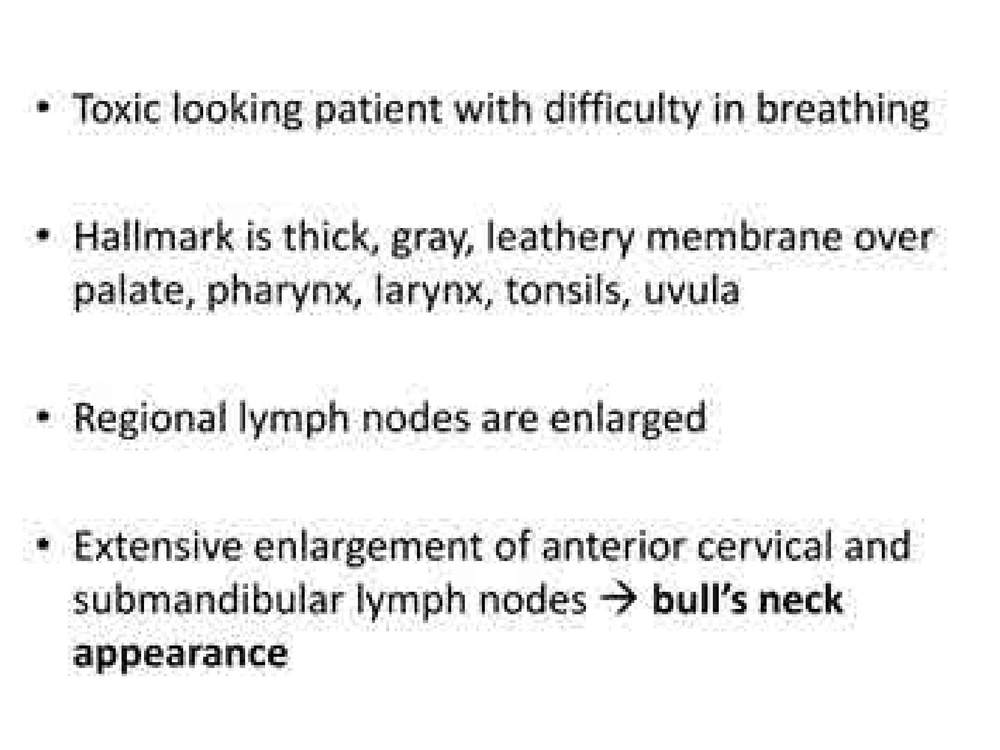 • Toxic looking patient with difficulty in breathing
• Hallmark is thick, gray, leathery membrane over
palate, pharynx, larynx, tonsils, uvula
• Regional lymph nodes are enlarged
• Extensive enlargement of anterior cervical and
submandibular lymph nodes → bull’s neck
appearance